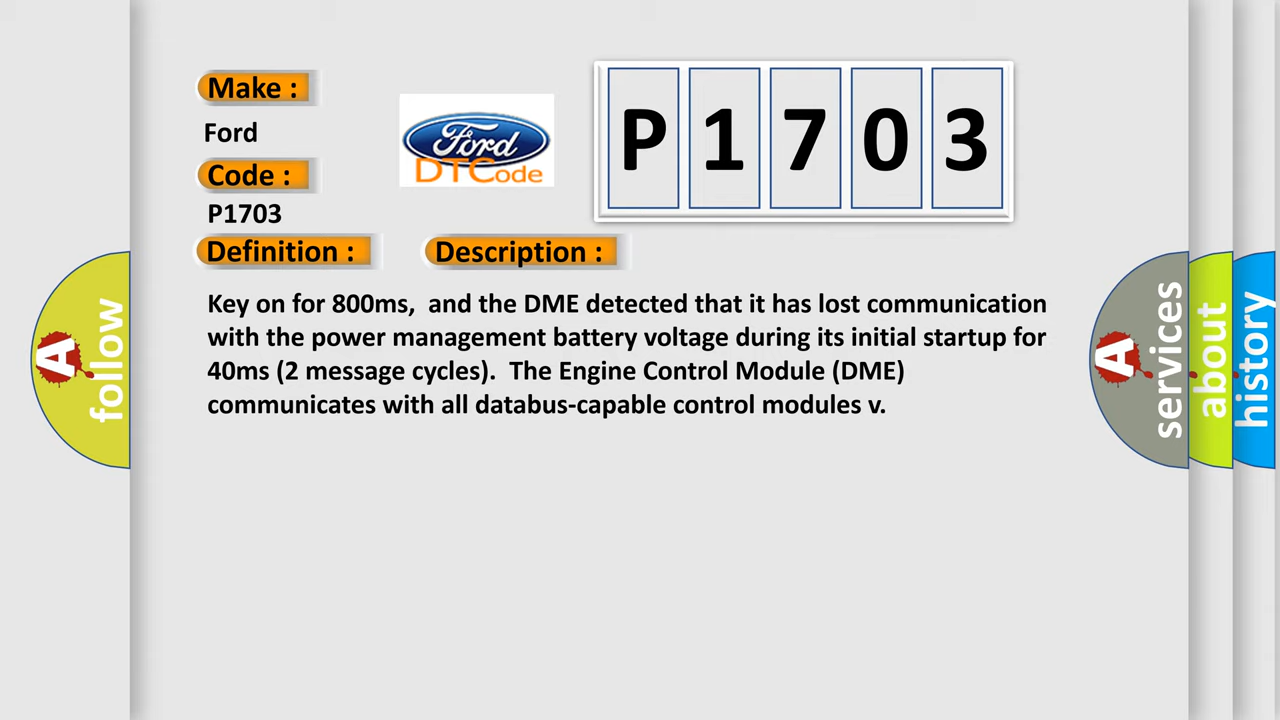 Make :
Ford
Code :
P1703
Ford
DTCode
P 1 7 0 3
Definition :
Description :
Key on for 800ms, and the DME detected that it has lost communication
with the power management battery voltage during its initial startup for
40ms (2 message cycles). The Engine Control Module (DME)
communicates with all databus-capable control modules v.
A
follow
A
services
about
history